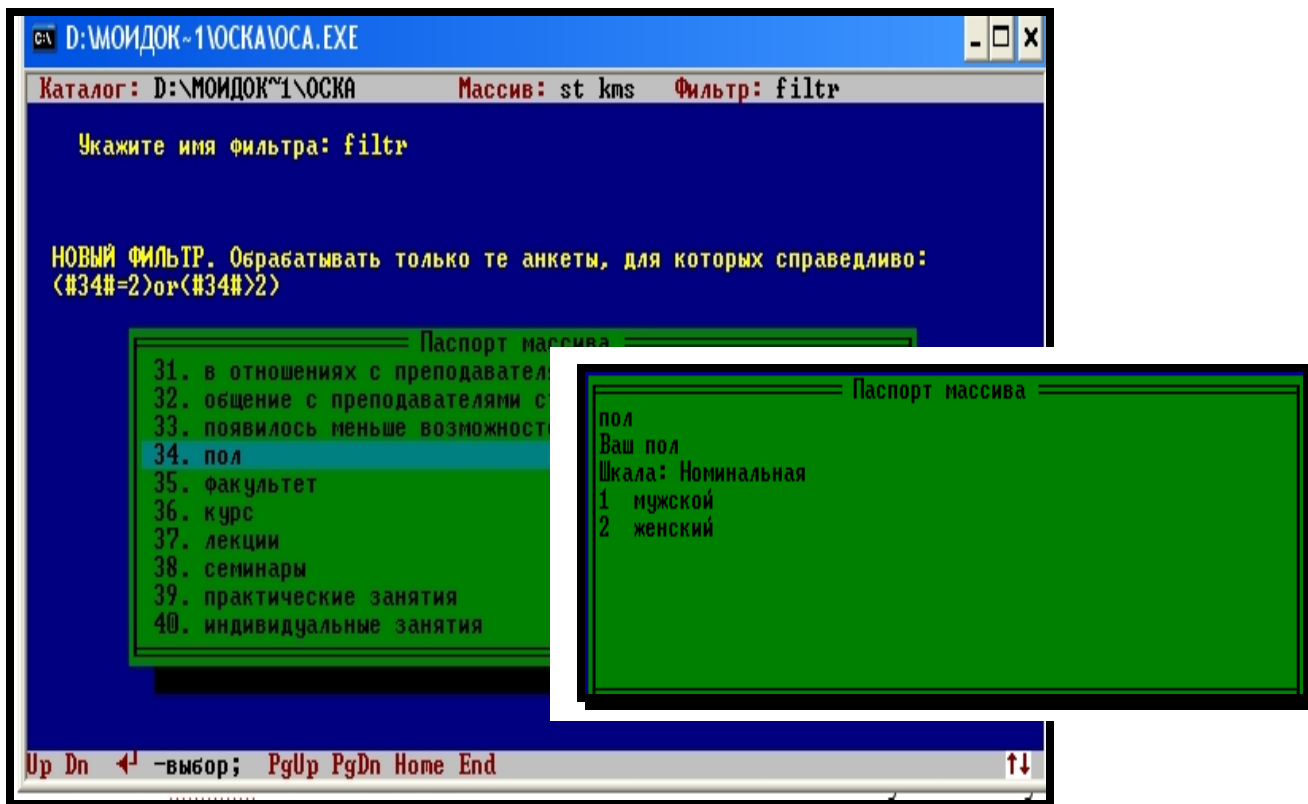 D:\МОИДОК~1\ОСКА\ОСА.EXE
Каталог: D:\МОИДОК~1\ОСКА Массив: st kms Фильтр: filtr
Укажите имя фильтра: filtr
НОВЫЙ ФИЛЬТР. Обрабатывать только те анкеты, для которых справедливо:
(#34#=2)or(#34#>2)
Паспорт массива
31. в отношениях с преподавател
32. общение с преподавателями с
33. появилось меньше возможност
34. пол
35. факультет
36. курс
37. лекции
38. семинары
39. практические занятия
40. индивидуальные занятия
Паспорт массива
пол
Ваш пол
Шкала: Номинальная
1 мужской
2 женский
Up Dn ◄┘ -выбор; PgUp PgDn Home End ↑↓